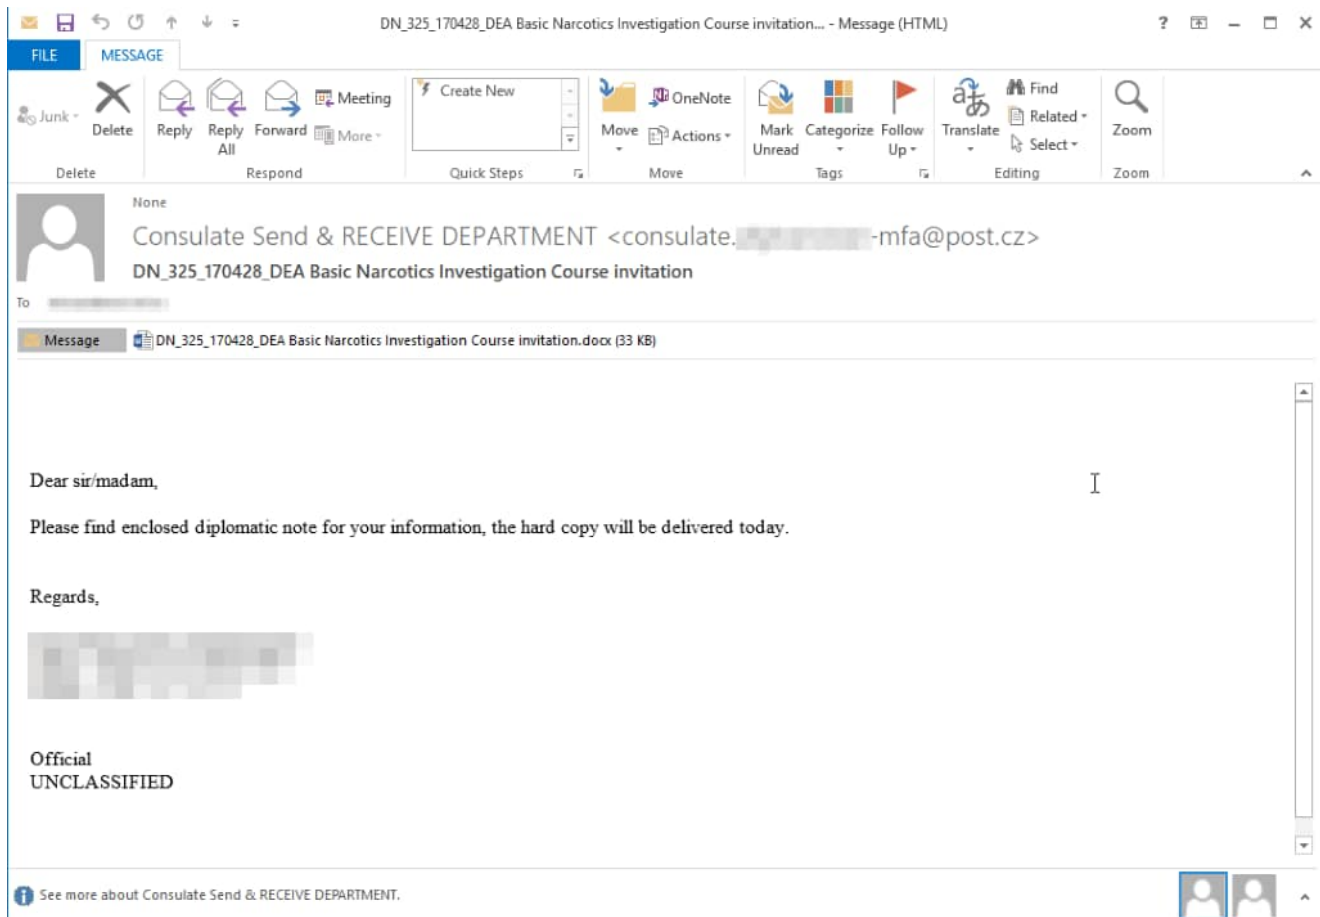 DN_325_170428_DEA Basic Narcotics Investigation Course invitation... - Message (HTML)
FILE
MESSAGE
Junk
Delete
Reply
Reply All
Forward
Meeting
More
Create New
Move
OneNote
Actions
Mark Unread
Categorize
Follow Up
Translate
Find
Related
Select
Zoom
Delete
Respond
Quick Steps
Move
Tags
Editing
Zoom
None
Consulate Send & RECEIVE DEPARTMENT <consulate. -mfa@post.cz>
DN_325_170428_DEA Basic Narcotics Investigation Course invitation
To
Message
DN_325_170428_DEA Basic Narcotics Investigation Course invitation.docx (33 KB)
Dear sir/madam,
Please find enclosed diplomatic note for your information, the hard copy will be delivered today.
Regards,
Official
UNCLASSIFIED
See more about Consulate Send & RECEIVE DEPARTMENT.